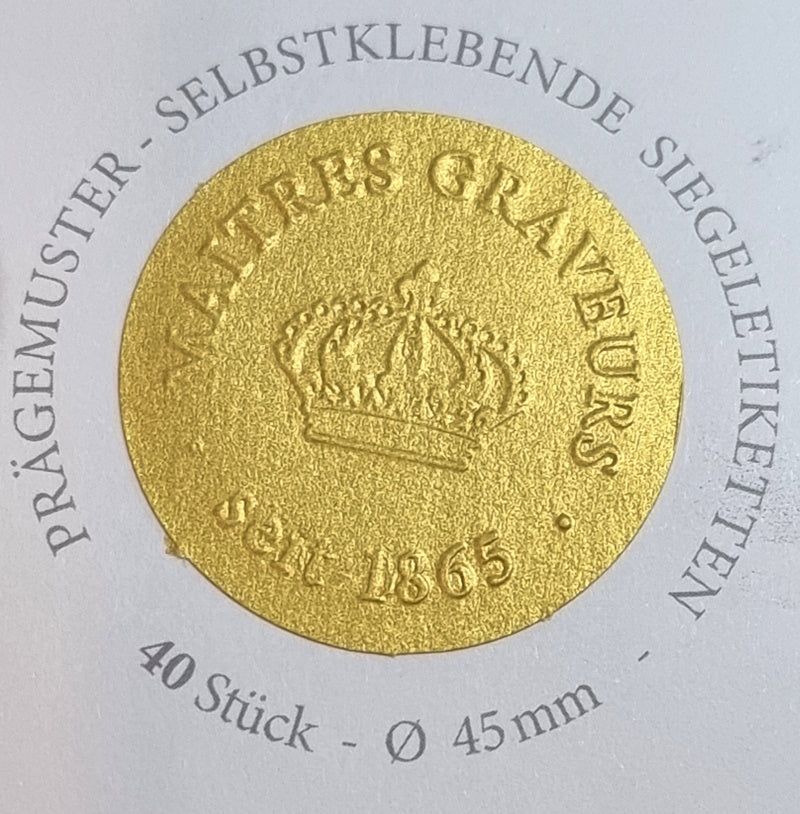 PRÄGEMUSTER - SELBSTKLEBENDE SIEGELETIKETTEN -
40 Stück - Ø 45 mm
MAITRES GRAVEURS
seit 1865 ·